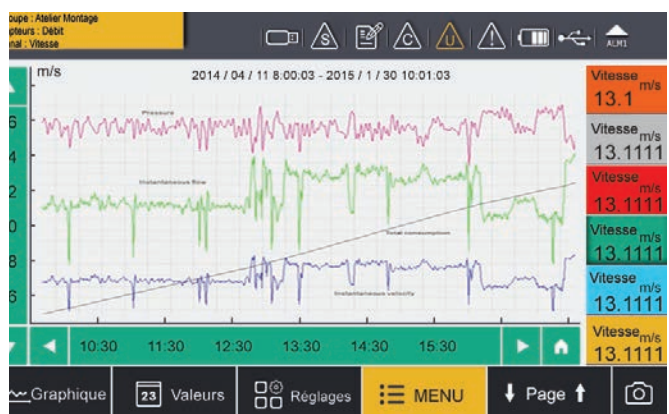 oupe : Atelier Montage
pteurs : Débit
nal : Vitesse
S
C
U
ALM1
m/s
2014 / 04 / 11 8:00:03 - 2015 / 1 / 30 10:01:03
Pressure
Instantaneous flow
Total consumption
Instantaneous velocity
6
4
2
0
8
6
Vitesse m/s
13.1
Vitesse m/s
13.1111
Vitesse m/s
13.1111
Vitesse m/s
13.1111
Vitesse m/s
13.1111
Vitesse m/s
13.1111
10:30 11:30 12:30 13.30 14:30 15:30
Graphique 23 Valeurs Réglages MENU Page